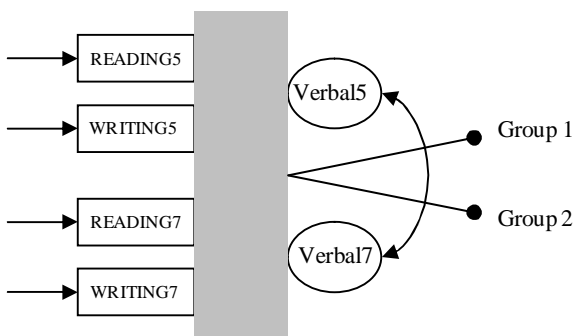 READING5
WRITING5
READING7
WRITING7
Verbal5
Verbal7
Group 1
Group 2